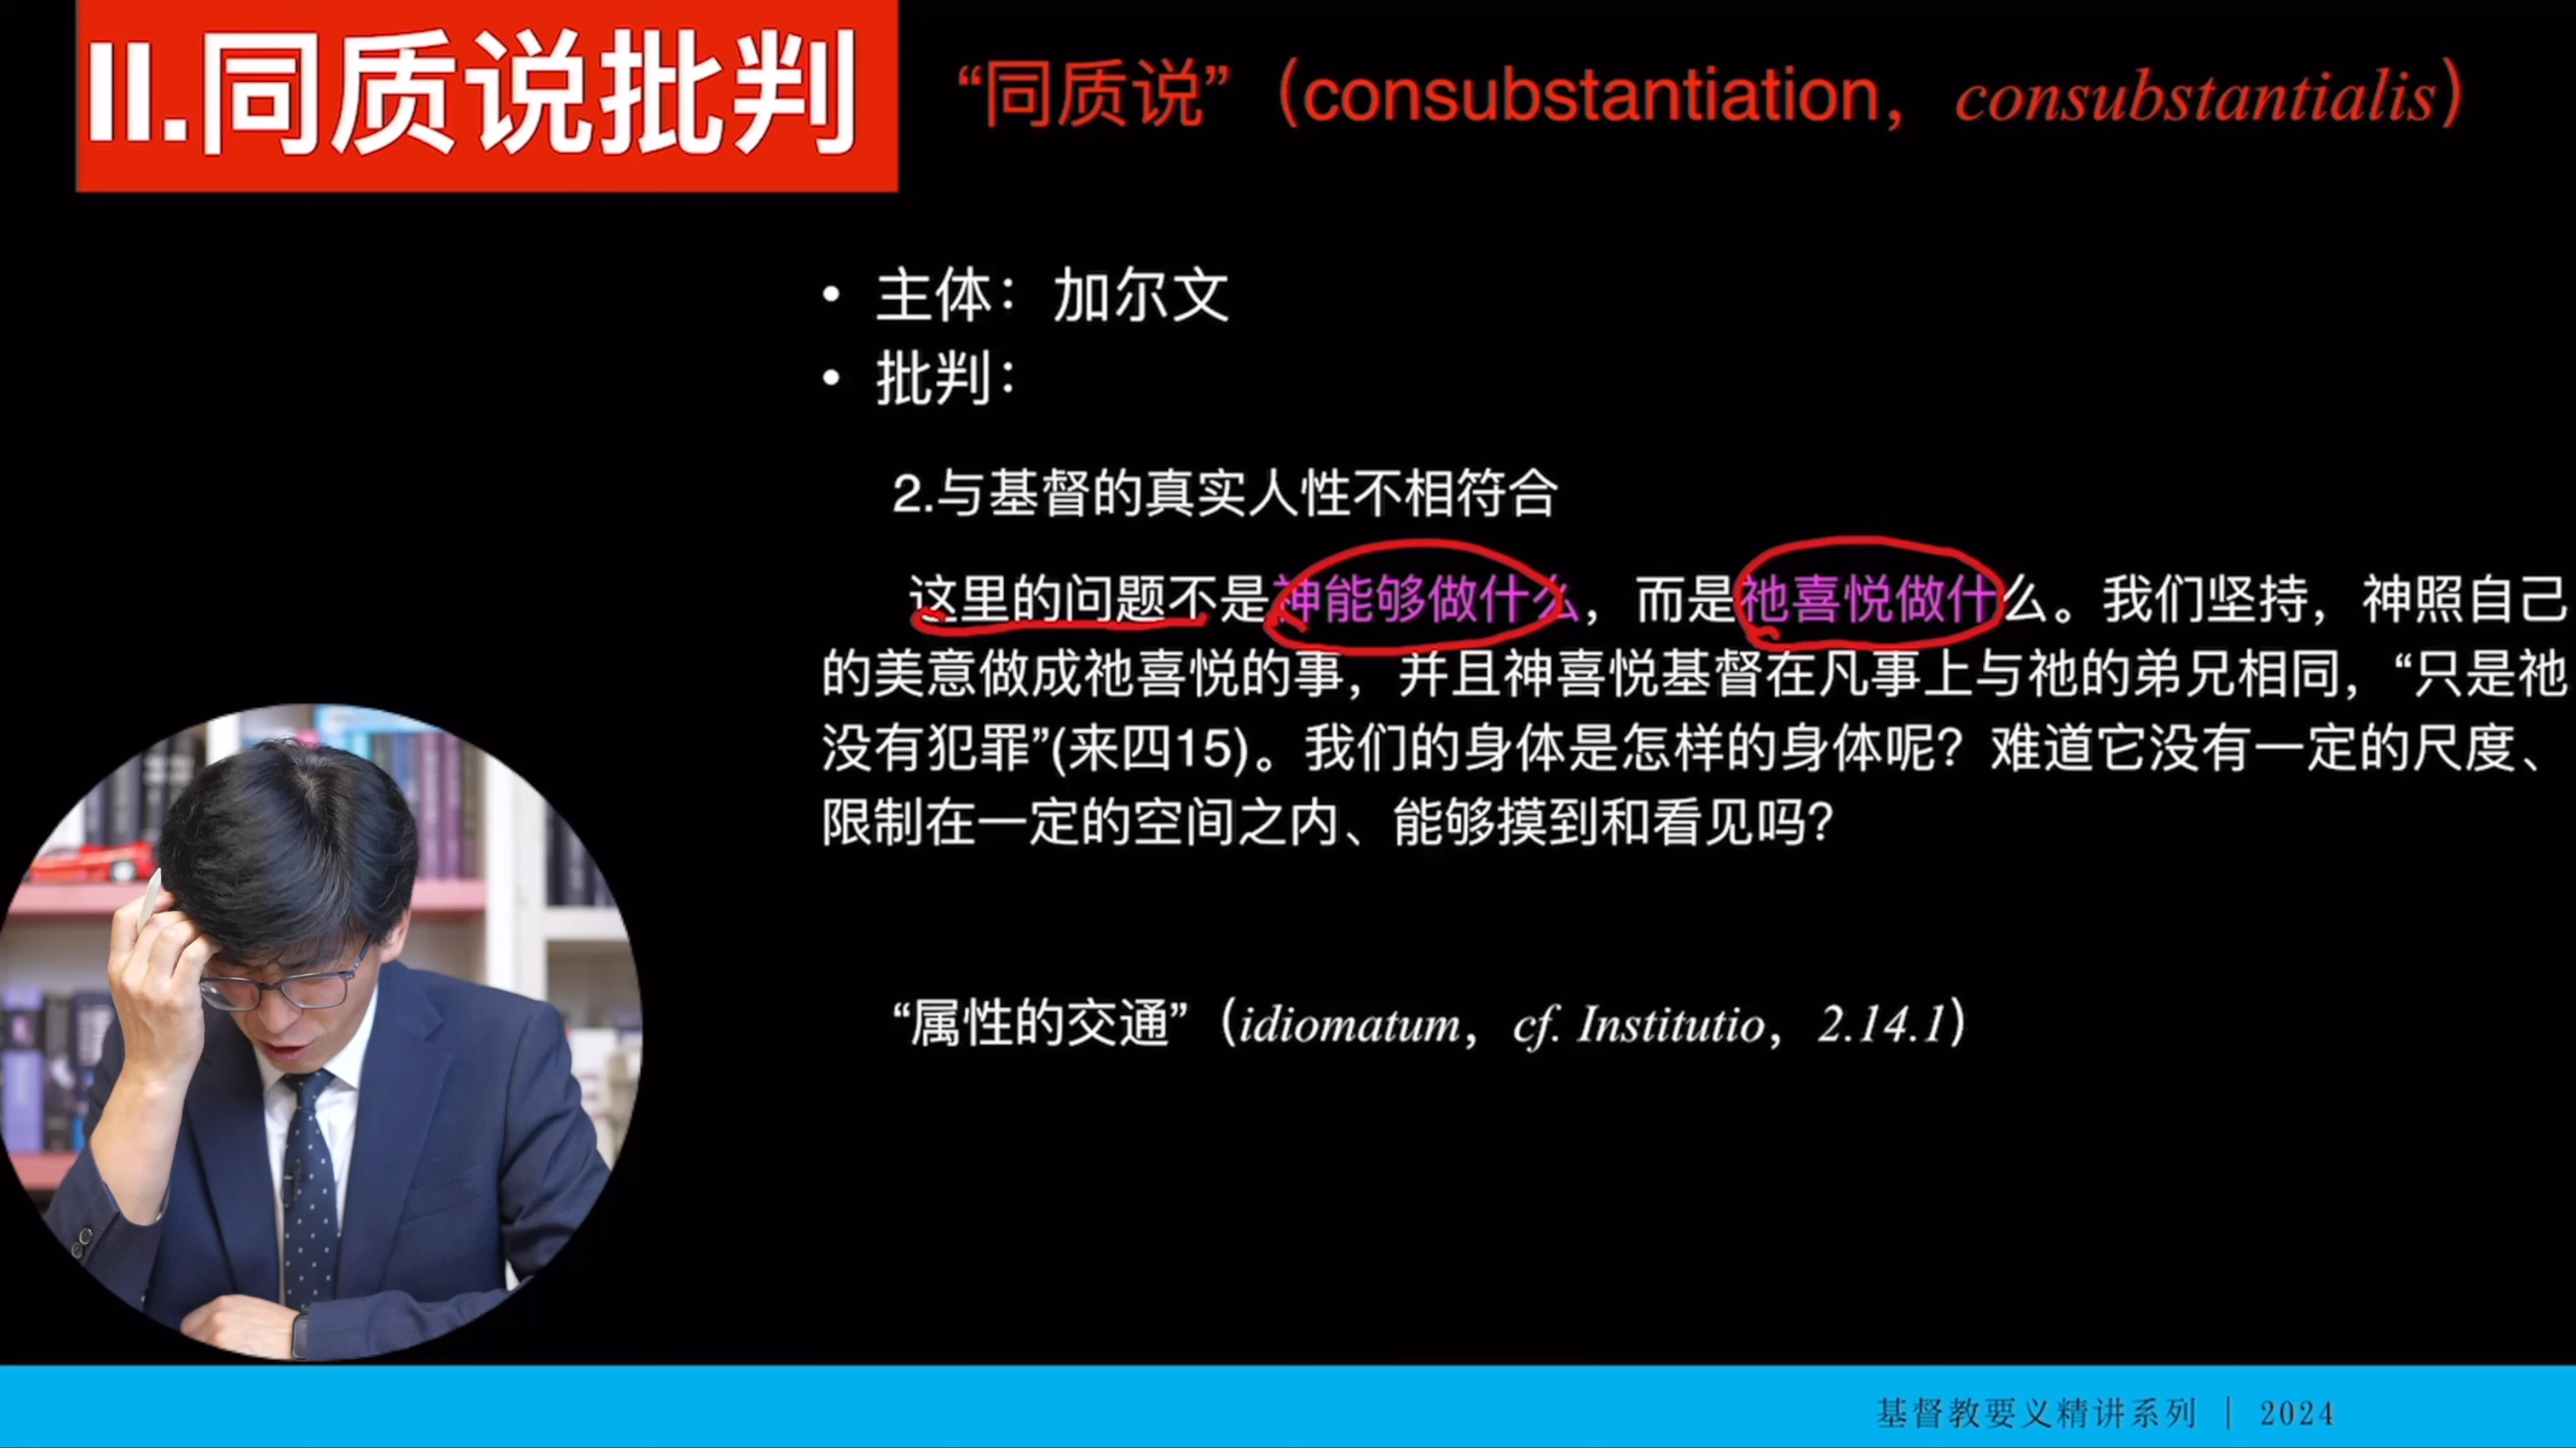 II.同质说批判
“同质说”（consubstantiation，consubstantialis）
• 主体：加尔文
• 批判：
2.与基督的真实人性不相符合
这里的问题不是神能够做什么，而是祂喜悦做什么。我们坚持，神照自己
的美意做成祂喜悦的事，并且神喜悦基督在凡事上与祂的弟兄相同，“只是祂
没有犯罪”(来四15)。我们的身体是怎样的身体呢？难道它没有一定的尺度、
限制在一定的空间之内、能够摸到和看见吗？
“属性的交通”（idiomatum，cf. Institutio，2.14.1）
基督教要义精讲系列 | 2024